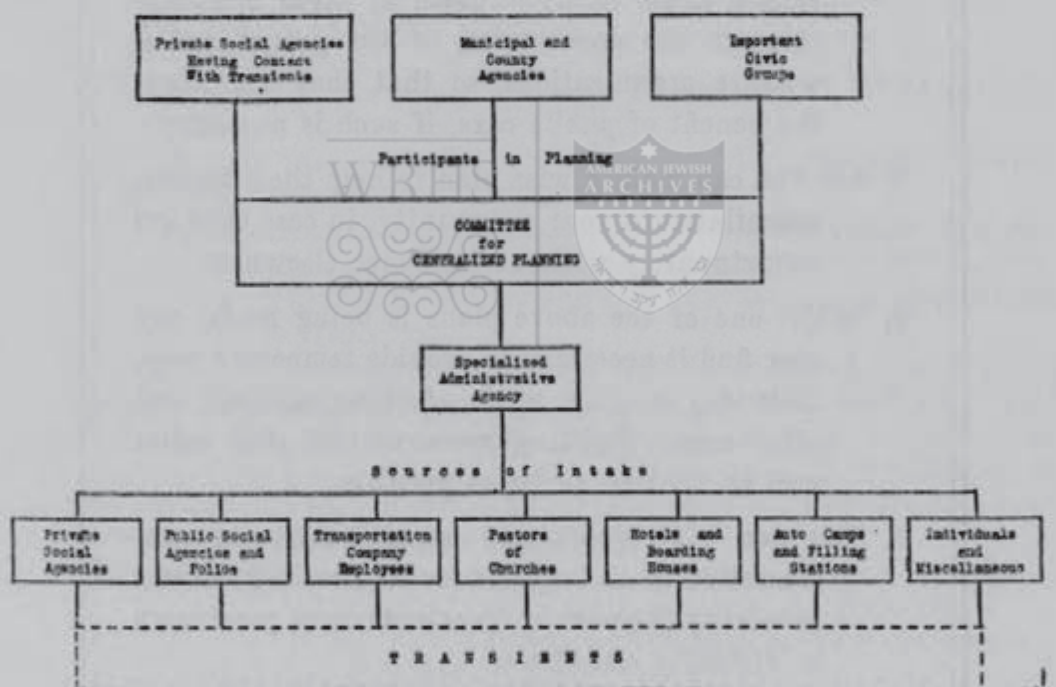 Private Social Agencies
Having Contact
With Transients
Municipal and
County
Agencies
Important
Civic
Groups
Participants in Planning
WRHS
AMERICAN JEWISH
ARCHIVES
COMMITTEE
for
CENTRALIZED PLANNING
Specialized
Administrative
Agency
Sources of Intake
Private
Social
Agencies
Public Social
Agencies and
Police
Transportation
Company
Employees
Pastors
of
Churches
Hotels and
Boarding
Houses
Auto Camps
and Filling
Stations
Individuals
and
Miscellaneous
TRANSIENTS